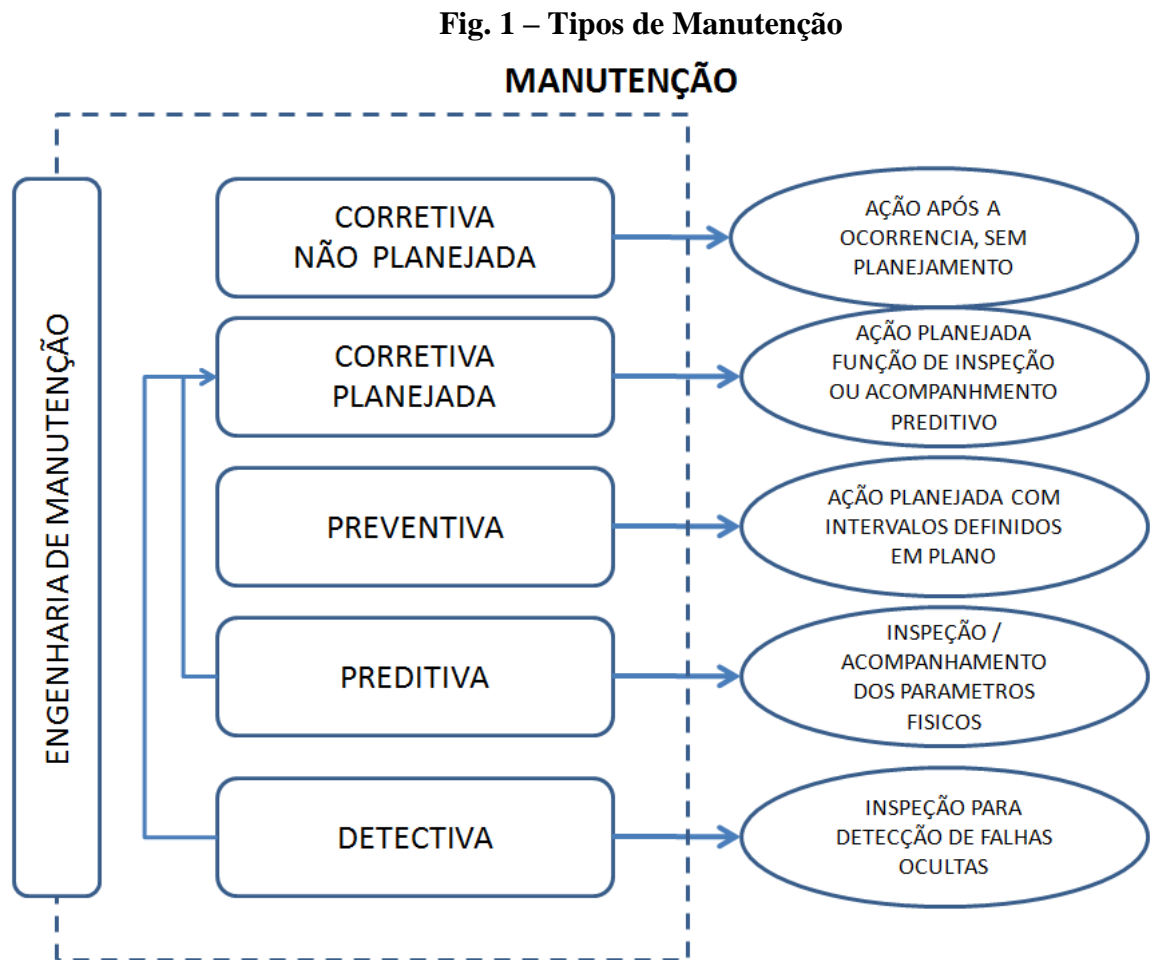 Fig. 1 – Tipos de Manutenção
MANUTENÇÃO
ENGENHARIA DE MANUTENÇÃO
CORRETIVA
NÃO PLANEJADA
AÇÃO APÓS A
OCORRENCIA, SEM
PLANEJAMENTO
CORRETIVA
PLANEJADA
AÇÃO PLANEJADA
FUNÇÃO DE INSPEÇÃO
OU ACOMPANHMENTO
PREDITIVO
PREVENTIVA
AÇÃO PLANEJADA COM
INTERVALOS DEFINIDOS
EM PLANO
PREDITIVA
INSPEÇÃO /
ACOMPANHAMENTO
DOS PARAMETROS
FISICOS
DETECTIVA
INSPEÇÃO PARA
DETECÇÃO DE FALHAS
OCULTAS